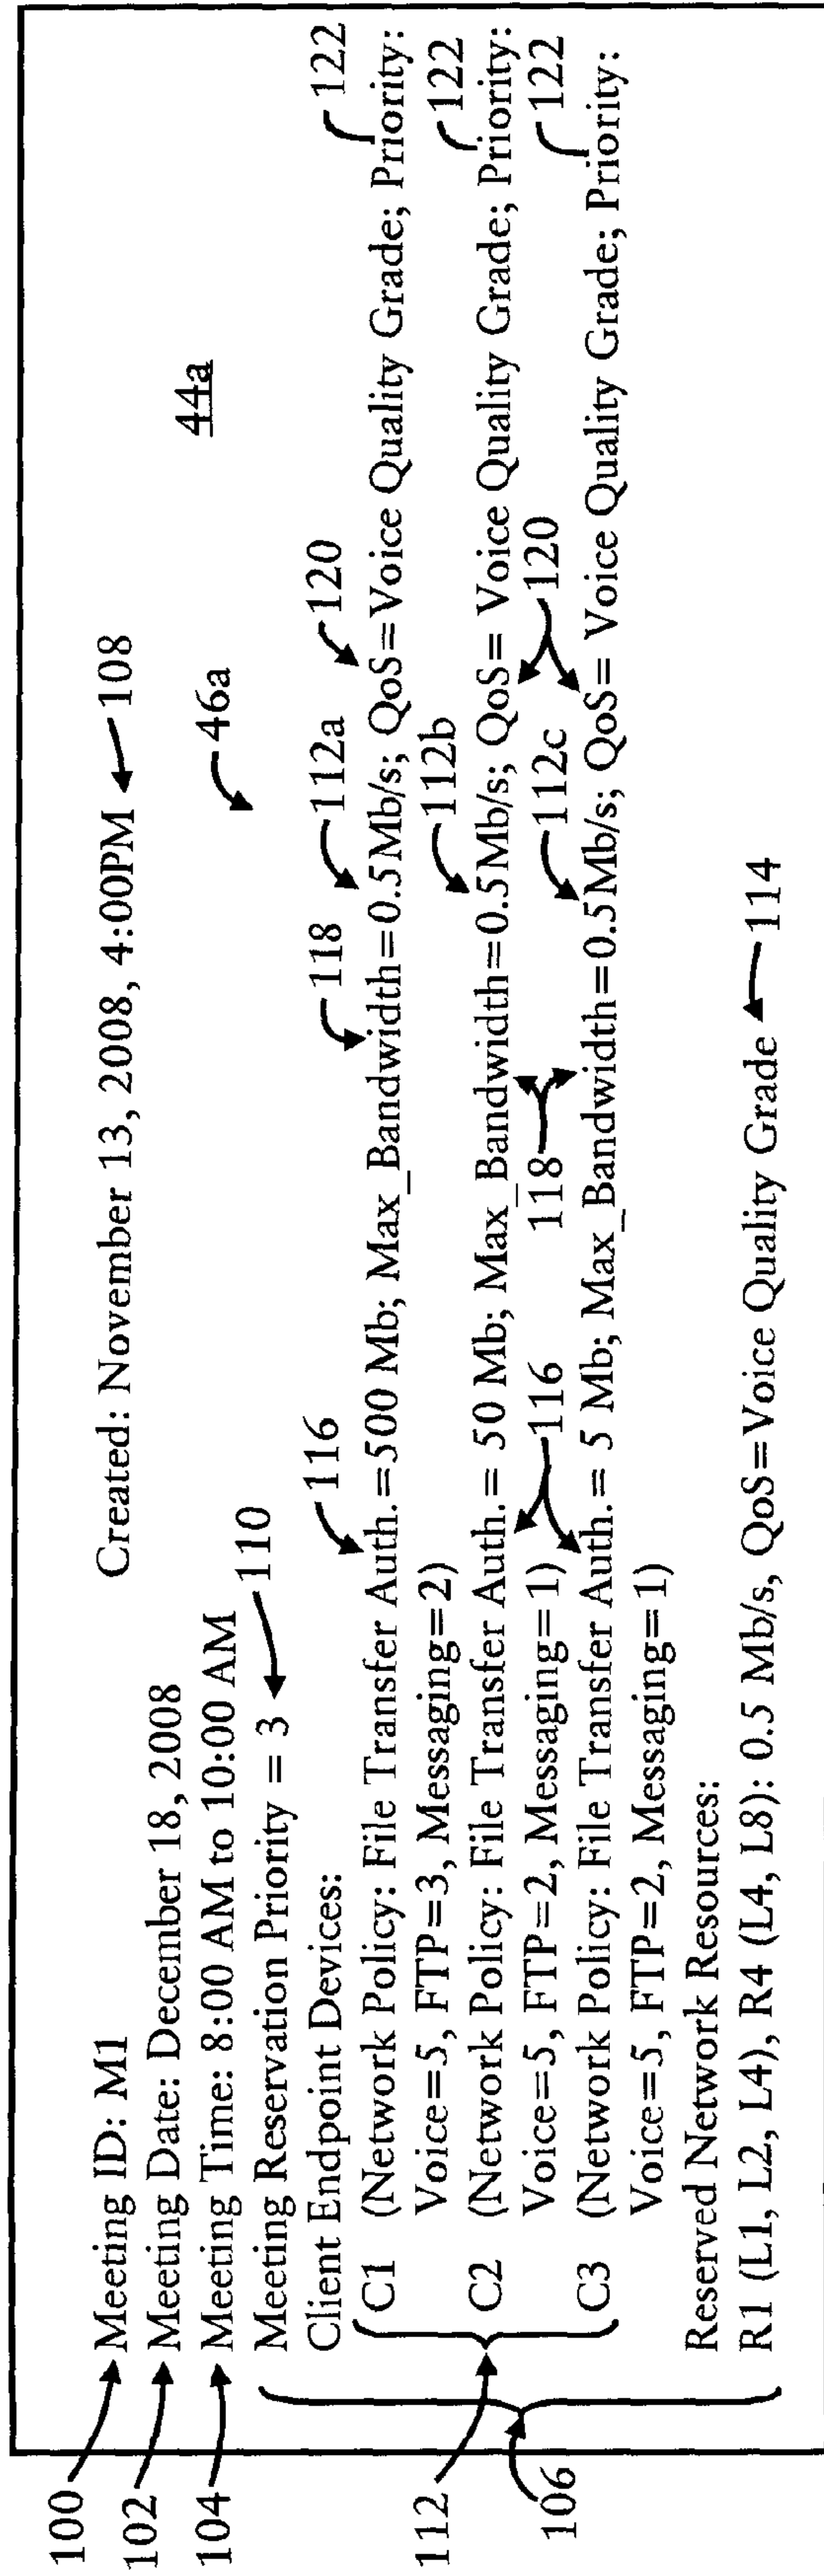 100 Meeting ID: M1 Created: November 13, 2008, 4:00PM 108
102 Meeting Date: December 18, 2008
104 Meeting Time: 8:00 AM to 10:00 AM 46a 44a
Meeting Reservation Priority = 3 110
Client Endpoint Devices: 116 118 112a 120 122
C1 (Network Policy: File Transfer Auth.=500 Mb; Max_Bandwidth=0.5Mb/s; QoS=Voice Quality Grade; Priority:
Voice=5, FTP=3, Messaging=2) 112b 122
112 C2 (Network Policy: File Transfer Auth.= 50 Mb; Max_Bandwidth=0.5Mb/s; QoS= Voice Quality Grade; Priority:
106 Voice=5, FTP=2, Messaging=1) 116 118 112c 120 122
C3 (Network Policy: File Transfer Auth.= 5 Mb; Max_Bandwidth=0.5Mb/s; QoS= Voice Quality Grade; Priority:
Voice=5, FTP=2, Messaging=1)
Reserved Network Resources:
R1 (L1, L2, L4), R4 (L4, L8): 0.5 Mb/s, QoS=Voice Quality Grade 114